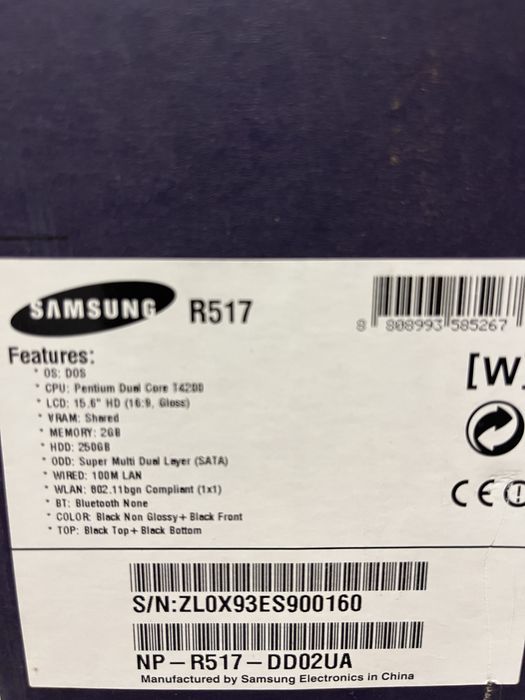 SAMSUNG R517
8 808993 585267
Features:
* OS: DOS
* CPU: Pentium Dual Core T4200
* LCD: 15.6" HD (16:9, Gloss)
* VRAM: Shared
* MEMORY: 2GB
* HDD: 250GB
* ODD: Super Multi Dual Layer (SATA)
* WIRED: 100M LAN
* WLAN: 802.11bgn Compliant (1x1)
* BT: Bluetooth None
* COLOR: Black Non Glossy+ Black Front
* TOP: Black Top+ Black Bottom
[W
CE
S/N:ZL0X93ES900160
NP-R517-DD02UA
Manufactured by Samsung Electronics in China